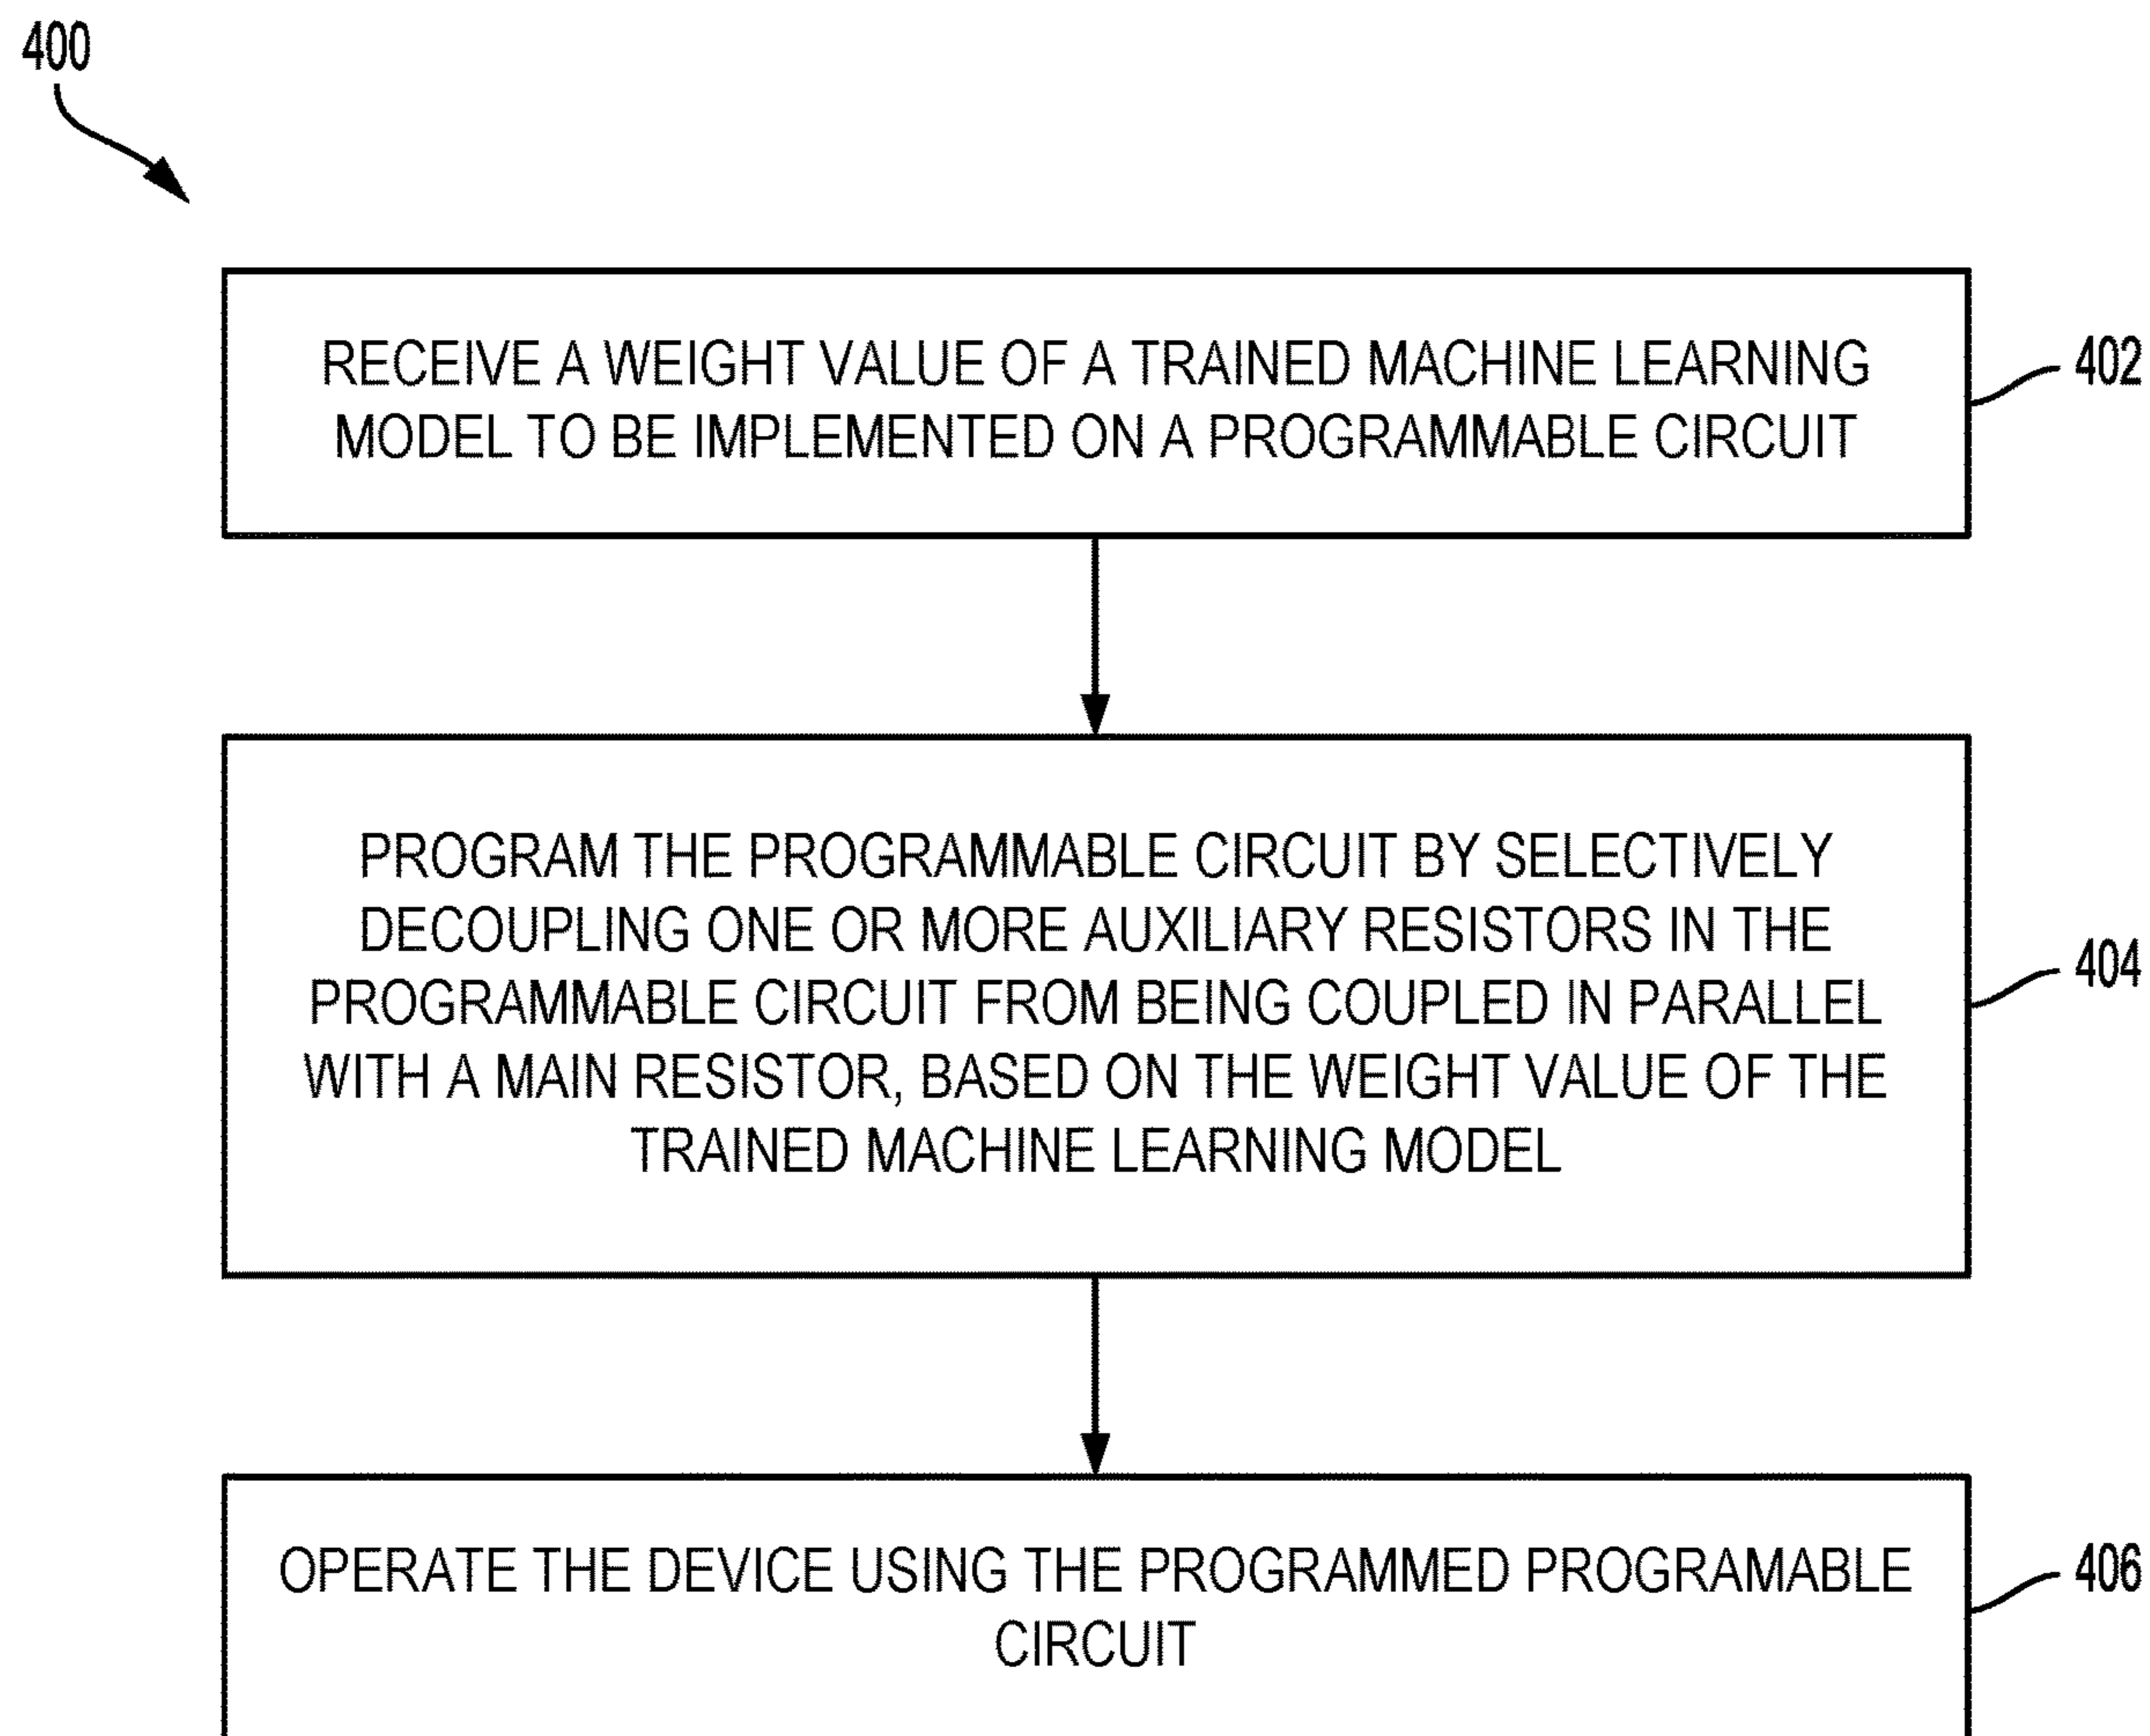 400
RECEIVE A WEIGHT VALUE OF A TRAINED MACHINE LEARNING
MODEL TO BE IMPLEMENTED ON A PROGRAMMABLE CIRCUIT
402
PROGRAM THE PROGRAMMABLE CIRCUIT BY SELECTIVELY
DECOUPLING ONE OR MORE AUXILIARY RESISTORS IN THE
PROGRAMMABLE CIRCUIT FROM BEING COUPLED IN PARALLEL
WITH A MAIN RESISTOR, BASED ON THE WEIGHT VALUE OF THE
TRAINED MACHINE LEARNING MODEL
404
OPERATE THE DEVICE USING THE PROGRAMMED PROGRAMABLE
CIRCUIT
406